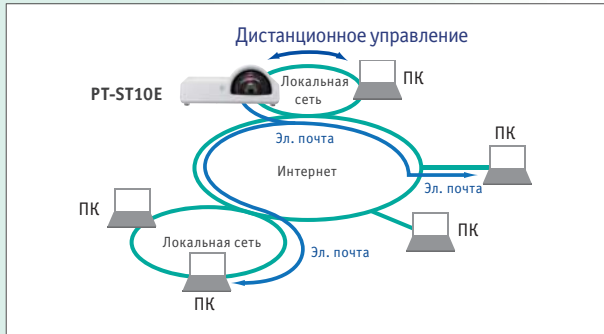 Дистанционное управление
PT-ST10E
Локальная
сеть
ПК
Эл. почта
Интернет
ПК
Эл. почта
ПК
Локальная сеть
Эл. почта
ПК
ПК